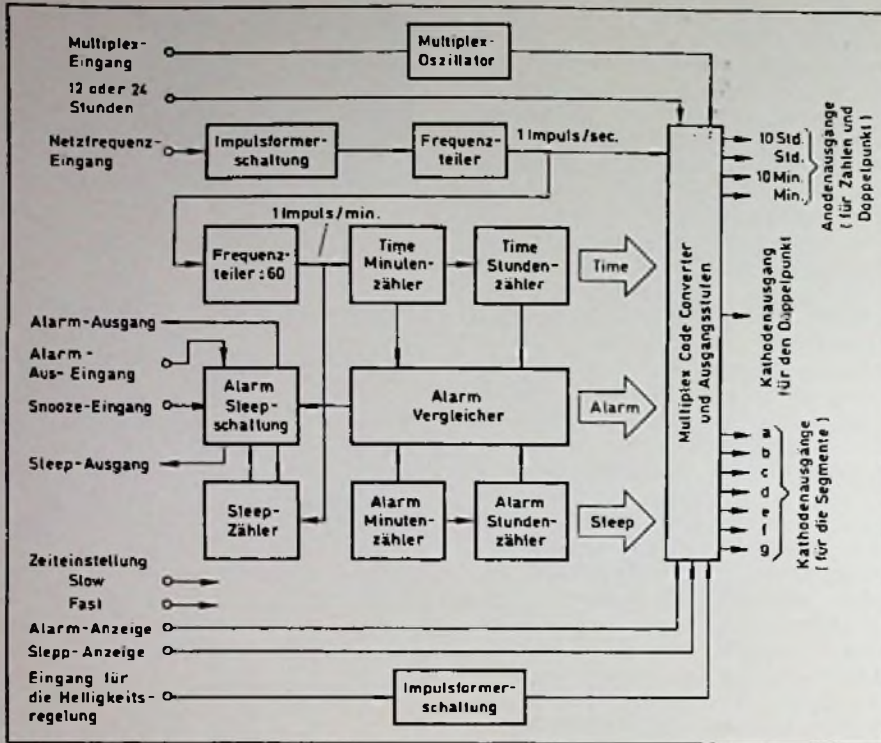 Multiplex-
Eingang
Multiplex-
Oszillator
12 oder 24
Stunden
Netzfrequenz-
Eingang
Impulsformer-
schaltung
Frequenz-
teiler
1 Impuls/sec.
1 Impuls/min.
Frequenz-
teiler :60
Time
Minuten-
zähler
Time
Stunden-
zähler
Time
Alarm-Ausgang
Alarm-
Aus-Eingang
Snooze-Eingang
Sleep-Ausgang
Alarm
Sleep-
schaltung
Alarm
Vergleicher
Alarm
Sleep-
Zähler
Alarm
Minuten-
zähler
Alarm
Stunden-
zähler
Sleep
Multiplex Code Converter
und Ausgangsstufen
10 Std.
Std.
10 Min.
Min.
Anodenausgänge
(für Zahlen und
Doppelpunkt)
Kathodenausgang
für den Doppelpunkt
a
b
c
d
e
f
g
Kathodenausgänge
(für die Segmente)
Zeiteinstellung
Slow
Fast
Alarm-Anzeige
Slepp-Anzeige
Eingang für
die Helligkeits-
regelung
Impulsformer-
schaltung